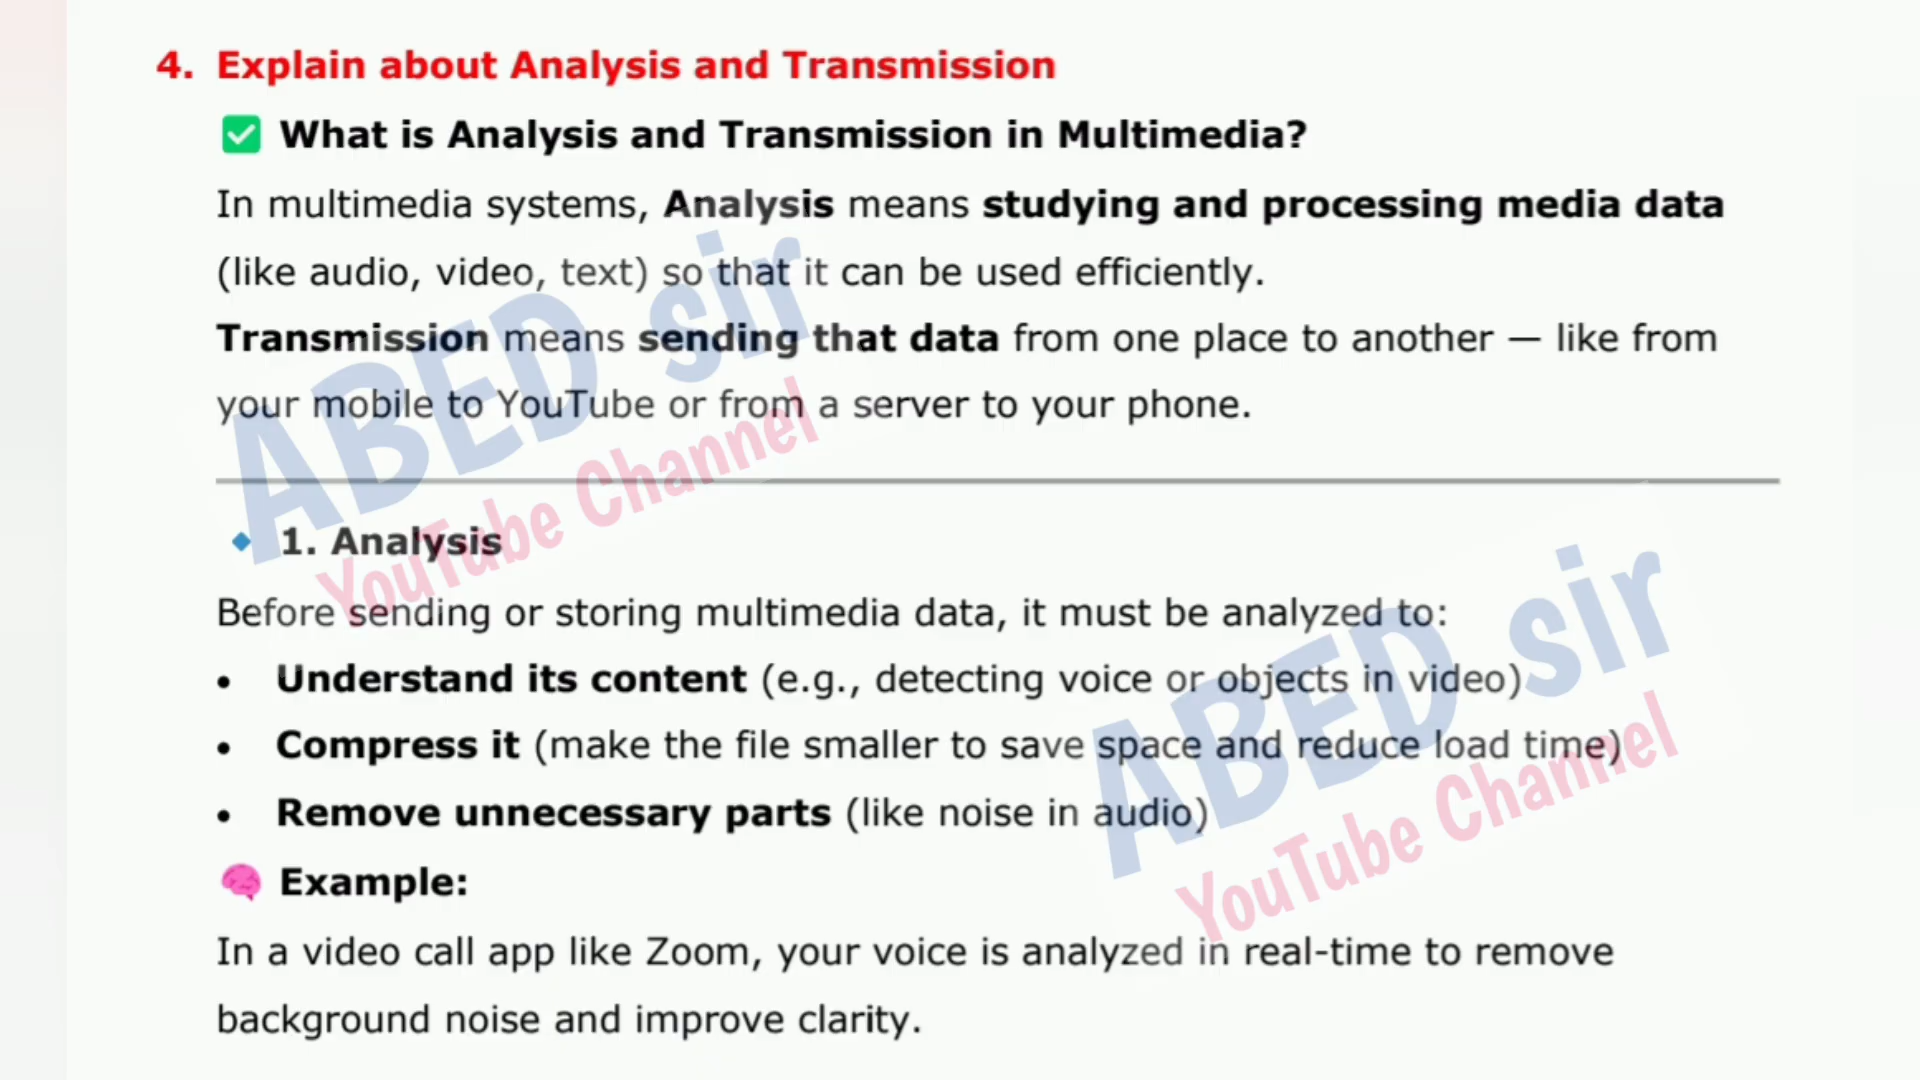 4. Explain about Analysis and Transmission
✅ What is Analysis and Transmission in Multimedia?
In multimedia systems, Analysis means studying and processing media data
(like audio, video, text) so that it can be used efficiently.
Transmission means sending that data from one place to another — like from
your mobile to YouTube or from a server to your phone.
🔹 1. Analysis
Before sending or storing multimedia data, it must be analyzed to:
• Understand its content (e.g., detecting voice or objects in video)
• Compress it (make the file smaller to save space and reduce load time)
• Remove unnecessary parts (like noise in audio)
🧠 Example:
In a video call app like Zoom, your voice is analyzed in real-time to remove
background noise and improve clarity.
ABED sir
YouTube Channel
ABED sir
YouTube Channel